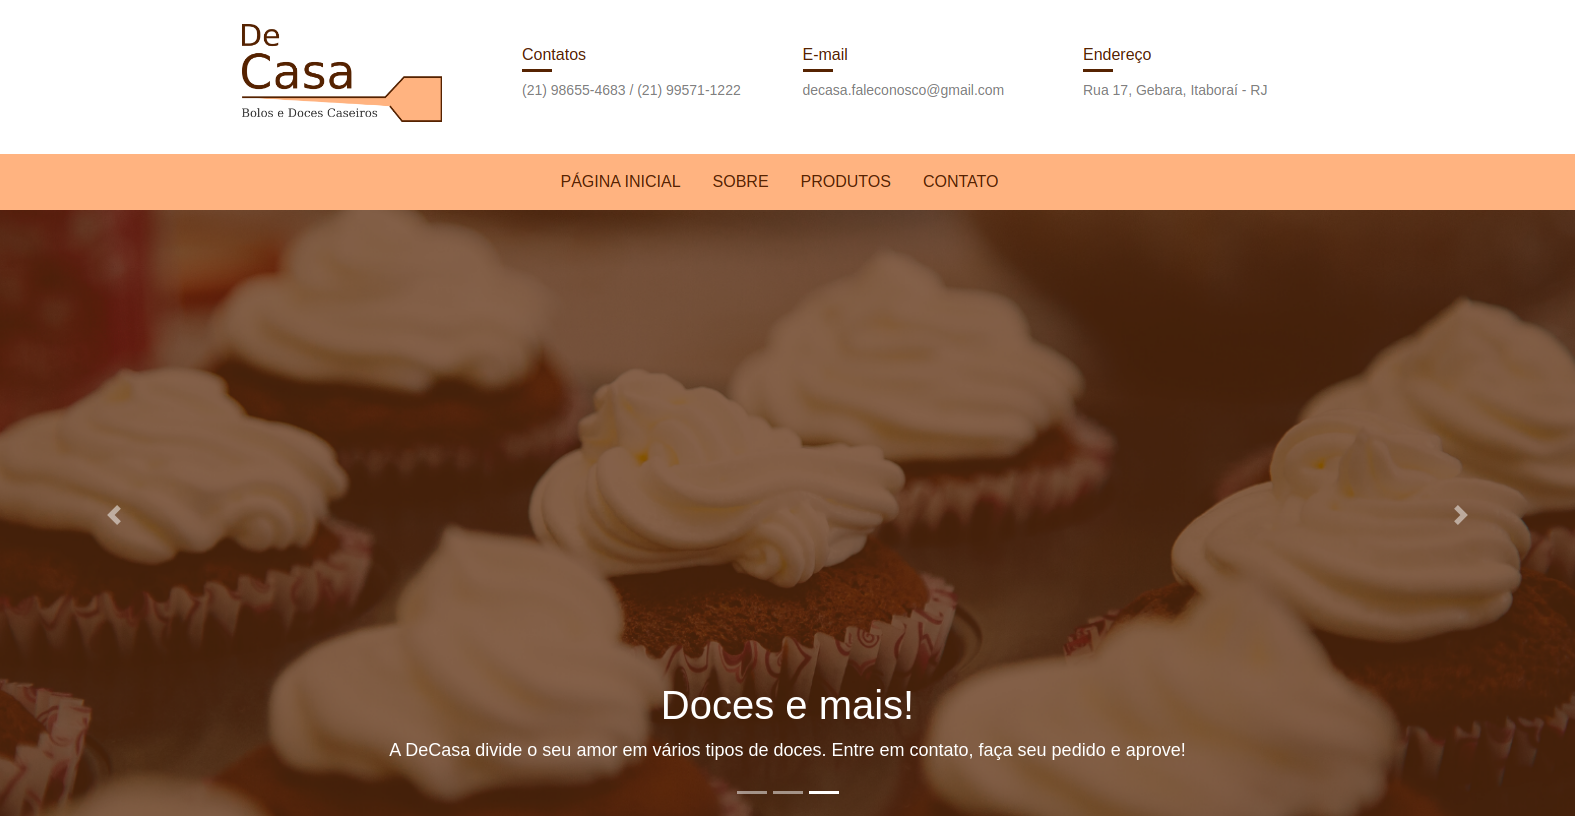 De
Casa
Bolos e Doces Caseiros
Contatos
(21) 98655-4683 / (21) 99571-1222
E-mail
decasa.faleconosco@gmail.com
Endereço
Rua 17, Gebara, Itaboraí - RJ
PÁGINA INICIAL SOBRE PRODUTOS CONTATO
Doces e mais!
A DeCasa divide o seu amor em vários tipos de doces. Entre em contato, faça seu pedido e aprove!